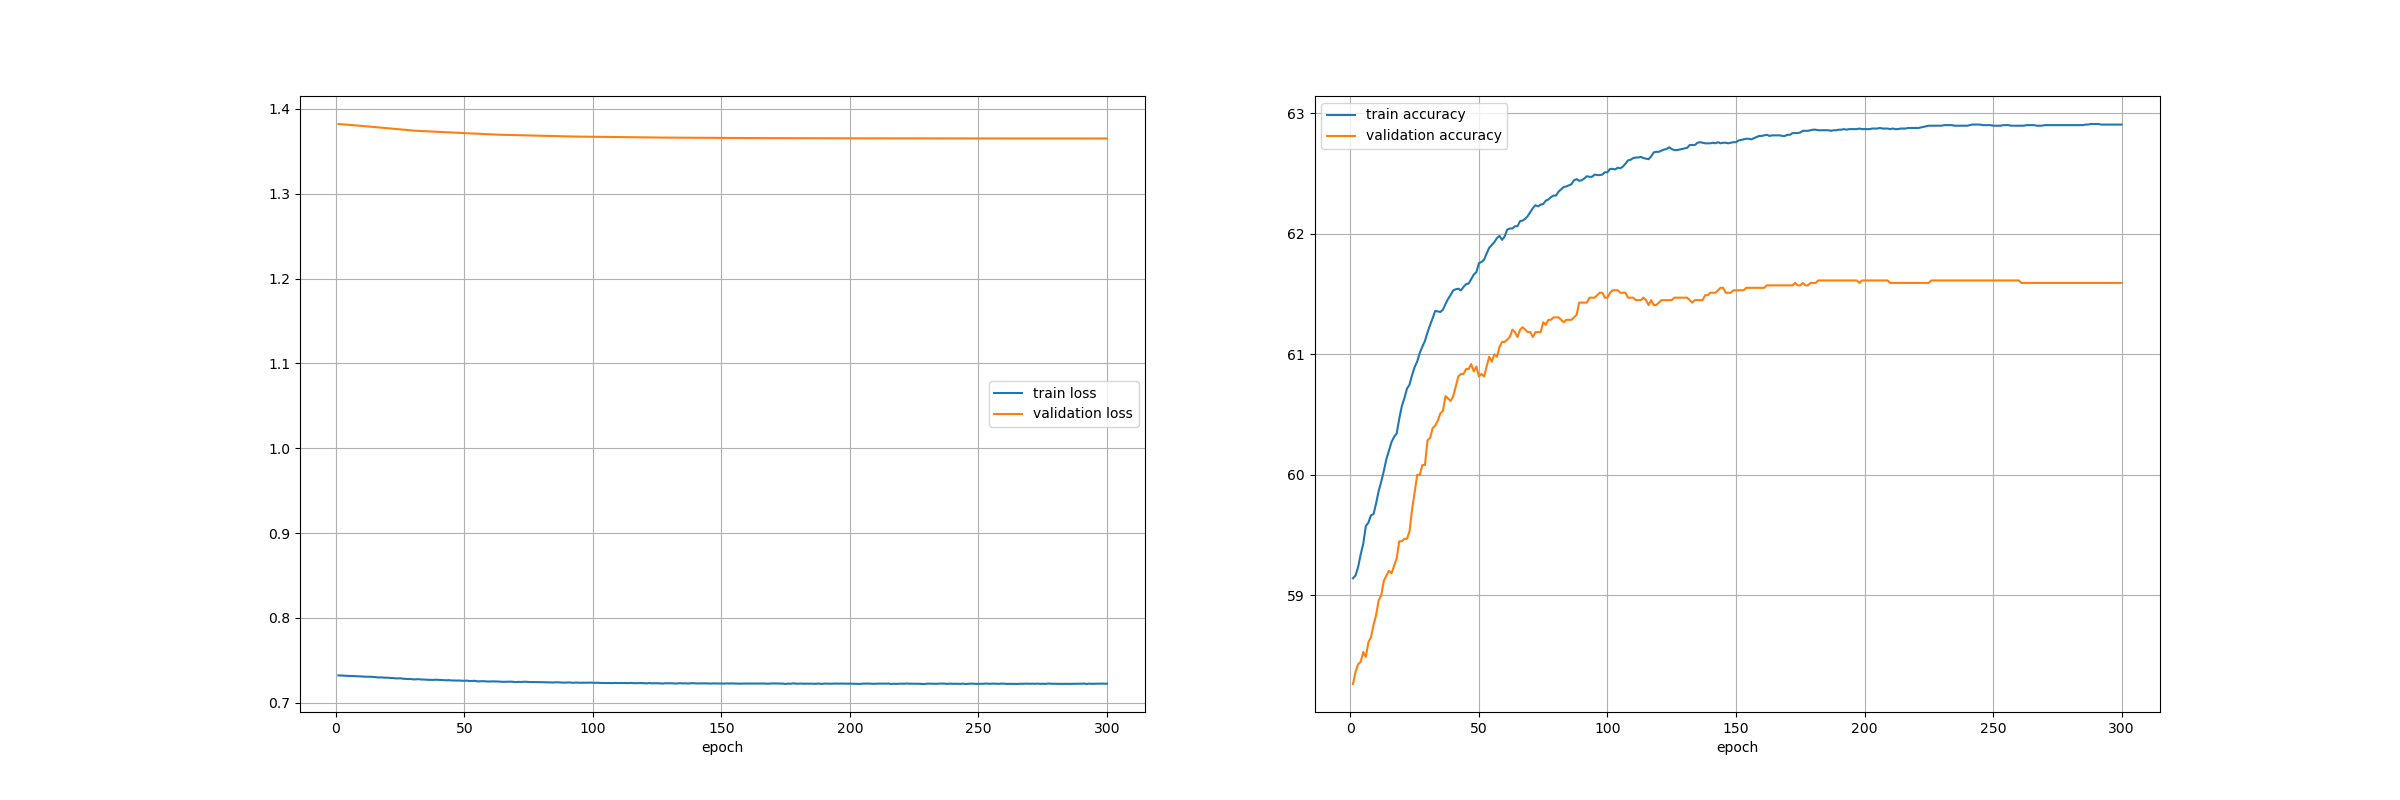 1.4
1.3
1.2
1.1
1.0
0.9
0.8
0.7
train loss
validation loss
0 50 100 150 200 250 300
epoch
63
62
61
60
59
train accuracy
validation accuracy
0 50 100 150 200 250 300
epoch